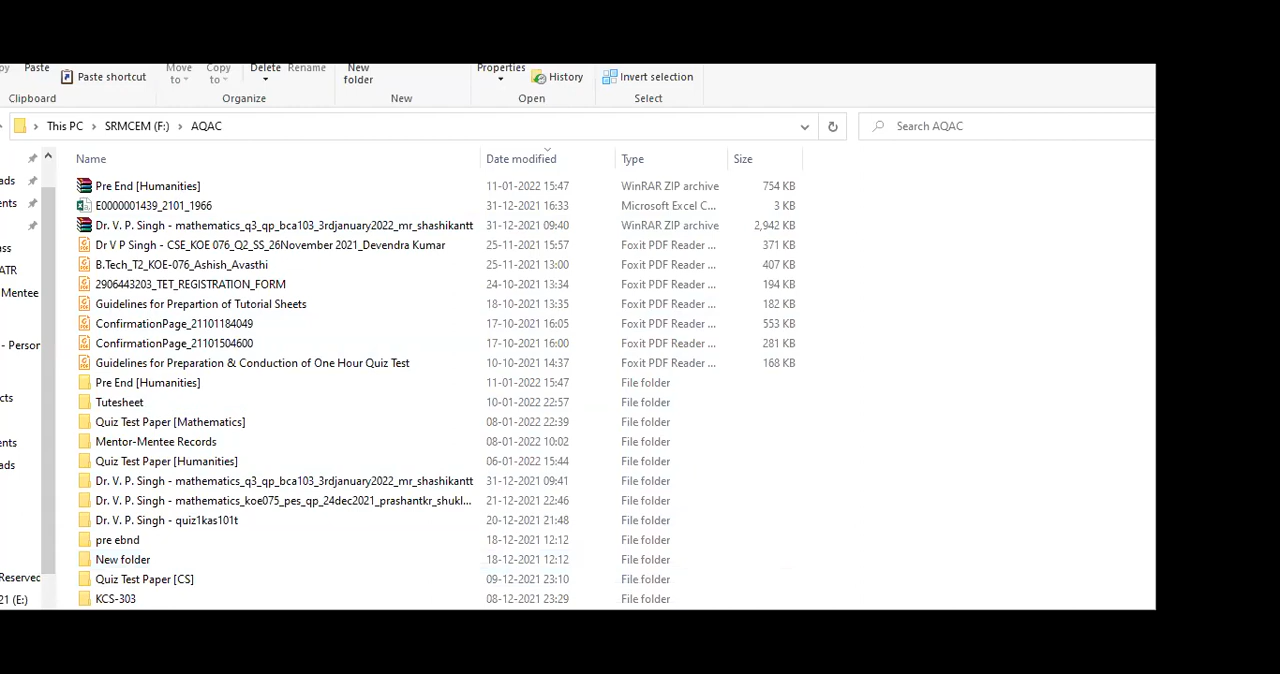 py Paste Move Copy Delete Rename New Properties
Paste shortcut to to folder History Invert selection
Clipboard Organize New Open Select
This PC SRMCEM (F:) AQAC Search AQAC
Name Date modified Type Size
Pre End [Humanities] 11-01-2022 15:47 WinRAR ZIP archive 754 KB
ads E0000001439_2101_1966 31-12-2021 16:33 Microsoft Excel C... 3 KB
ents Dr. V. P. Singh - mathematics_q3_qp_bca103_3rdjanuary2022_mr_shashikantt 31-12-2021 09:40 WinRAR ZIP archive 2,942 KB
ss Dr V P Singh - CSE_KOE 076_Q2_SS_26November 2021_Devendra Kumar 25-11-2021 15:57 Foxit PDF Reader ... 371 KB
ATR B.Tech_T2_KOE-076_Ashish_Avasthi 25-11-2021 13:00 Foxit PDF Reader ... 407 KB
Mentee 2906443203_TET_REGISTRATION_FORM 24-10-2021 13:34 Foxit PDF Reader ... 194 KB
Guidelines for Prepartion of Tutorial Sheets 18-10-2021 13:35 Foxit PDF Reader ... 182 KB
ConfirmationPage_21101184049 17-10-2021 16:05 Foxit PDF Reader ... 553 KB
- Person ConfirmationPage_21101504600 17-10-2021 16:00 Foxit PDF Reader ... 281 KB
Guidelines for Preparation & Conduction of One Hour Quiz Test 10-10-2021 14:37 Foxit PDF Reader ... 168 KB
Pre End [Humanities] 11-01-2022 15:47 File folder
cts Tutesheet 10-01-2022 22:57 File folder
Quiz Test Paper [Mathematics] 08-01-2022 22:39 File folder
ents Mentor-Mentee Records 08-01-2022 10:02 File folder
ads Quiz Test Paper [Humanities] 06-01-2022 15:44 File folder
Dr. V. P. Singh - mathematics_q3_qp_bca103_3rdjanuary2022_mr_shashikantt 31-12-2021 09:41 File folder
Dr. V. P. Singh - mathematics_koe075_pes_qp_24dec2021_prashantkr_shukl... 21-12-2021 22:46 File folder
Dr. V. P. Singh - quiz1kas101t 20-12-2021 21:48 File folder
pre ebnd 18-12-2021 12:12 File folder
New folder 18-12-2021 12:12 File folder
Reserved Quiz Test Paper [CS] 09-12-2021 23:10 File folder
21 (E:) KCS-303 08-12-2021 23:29 File folder